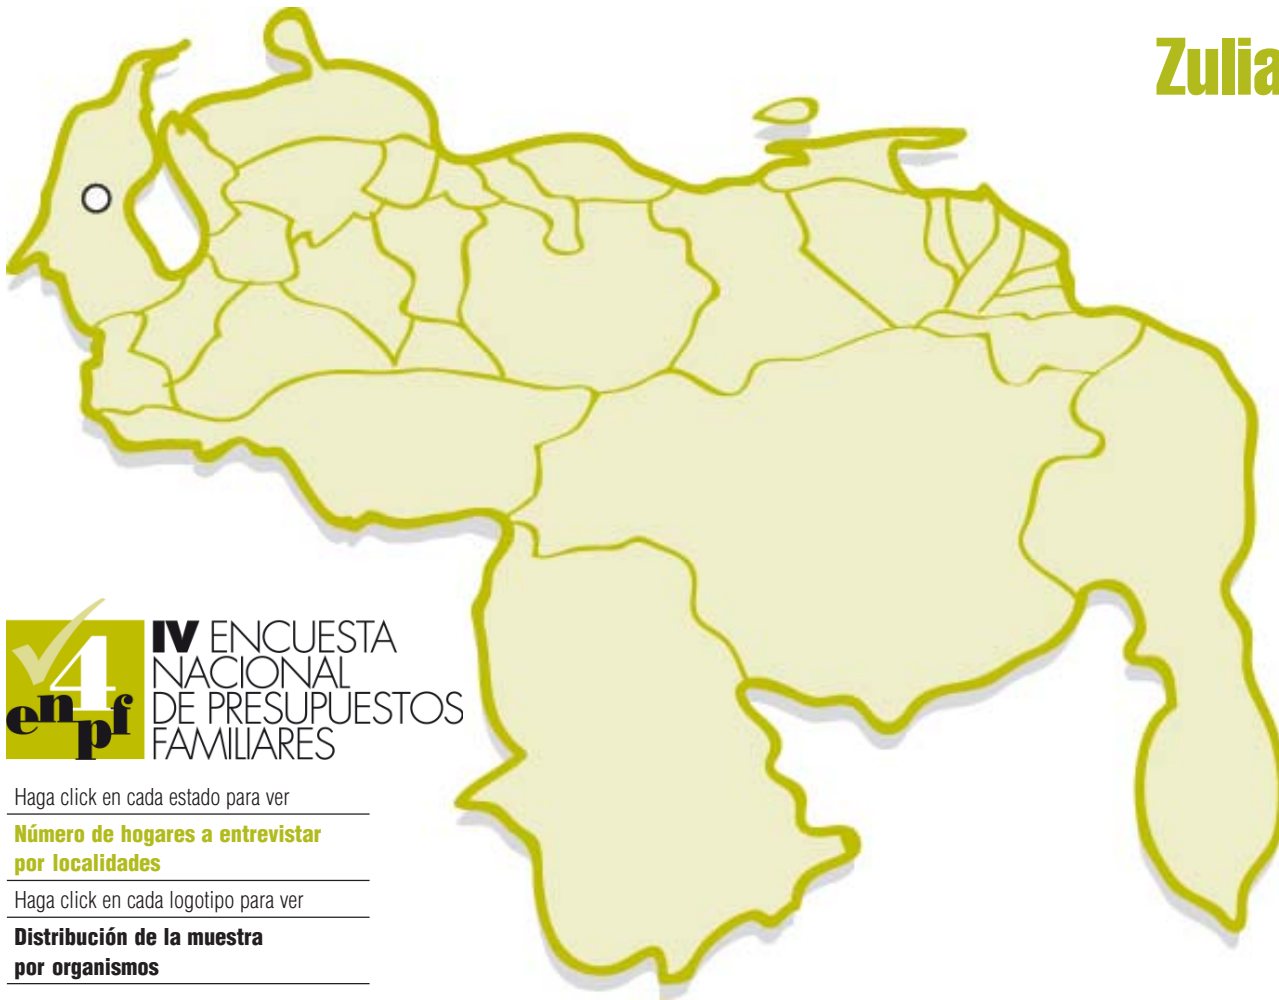 Zulia
4
enpf
IV ENCUESTA
NACIONAL
DE PRESUPUESTOS
FAMILIARES
Haga click en cada estado para ver
Número de hogares a entrevistar
por localidades
Haga click en cada logotipo para ver
Distribución de la muestra
por organismos